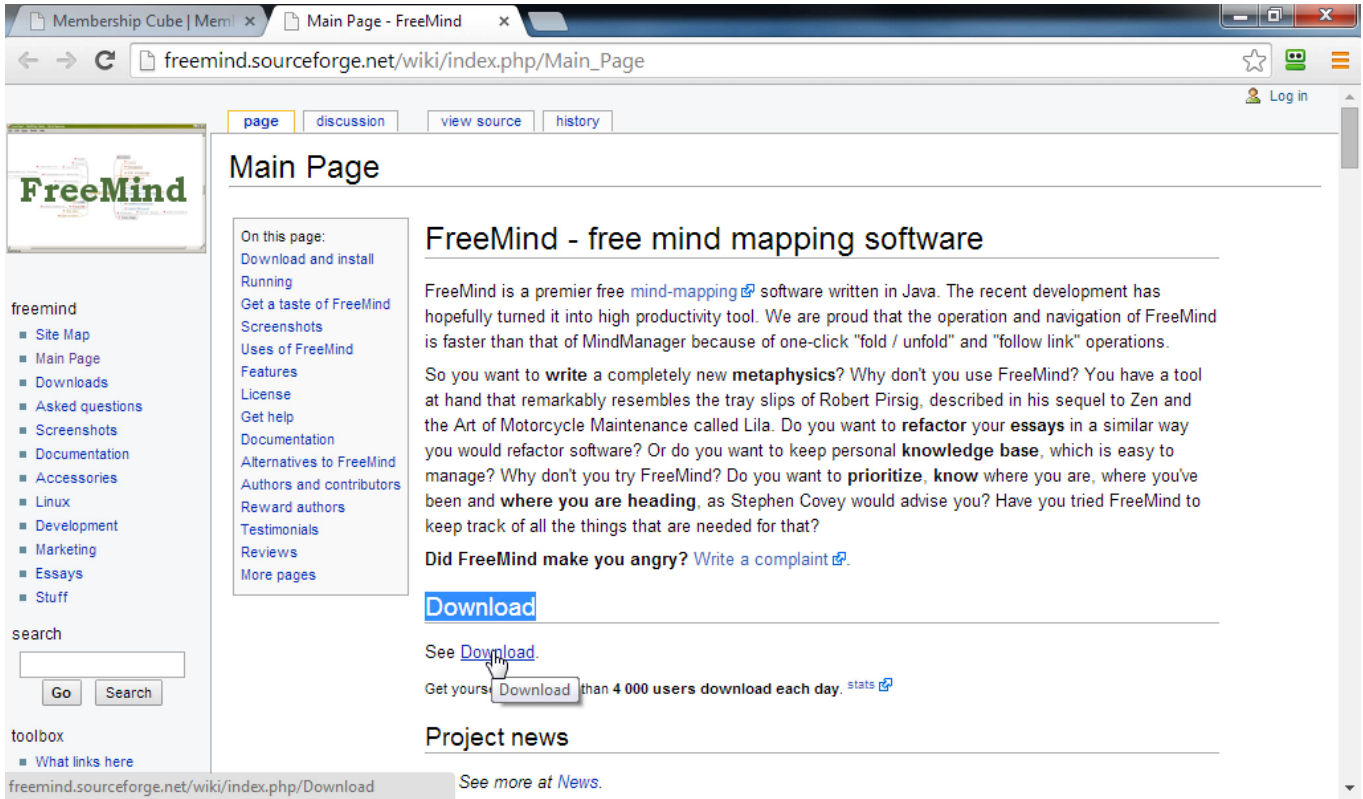 Membership Cube | Mem
Main Page - FreeMind
freemind.sourceforge.net/wiki/index.php/Main_Page
Log in
page
discussion
view source
history
FreeMind
Main Page
On this page:
Download and install
Running
Get a taste of FreeMind
Screenshots
Uses of FreeMind
Features
License
Get help
Documentation
Alternatives to FreeMind
Authors and contributors
Reward authors
Testimonials
Reviews
More pages
freemind
Site Map
Main Page
Downloads
Asked questions
Screenshots
Documentation
Accessories
Linux
Development
Marketing
Essays
Stuff
search
Go
Search
toolbox
What links here
FreeMind - free mind mapping software
FreeMind is a premier free mind-mapping software written in Java. The recent development has
hopefully turned it into high productivity tool. We are proud that the operation and navigation of FreeMind
is faster than that of MindManager because of one-click "fold / unfold" and "follow link" operations.
So you want to write a completely new metaphysics? Why don't you use FreeMind? You have a tool
at hand that remarkably resembles the tray slips of Robert Pirsig, described in his sequel to Zen and
the Art of Motorcycle Maintenance called Lila. Do you want to refactor your essays in a similar way
you would refactor software? Or do you want to keep personal knowledge base, which is easy to
manage? Why don't you try FreeMind? Do you want to prioritize, know where you are, where you've
been and where you are heading, as Stephen Covey would advise you? Have you tried FreeMind to
keep track of all the things that are needed for that?
Did FreeMind make you angry? Write a complaint.
Download
See Download.
Get yours Download than 4 000 users download each day. stats
Project news
See more at News.
freemind.sourceforge.net/wiki/index.php/Download